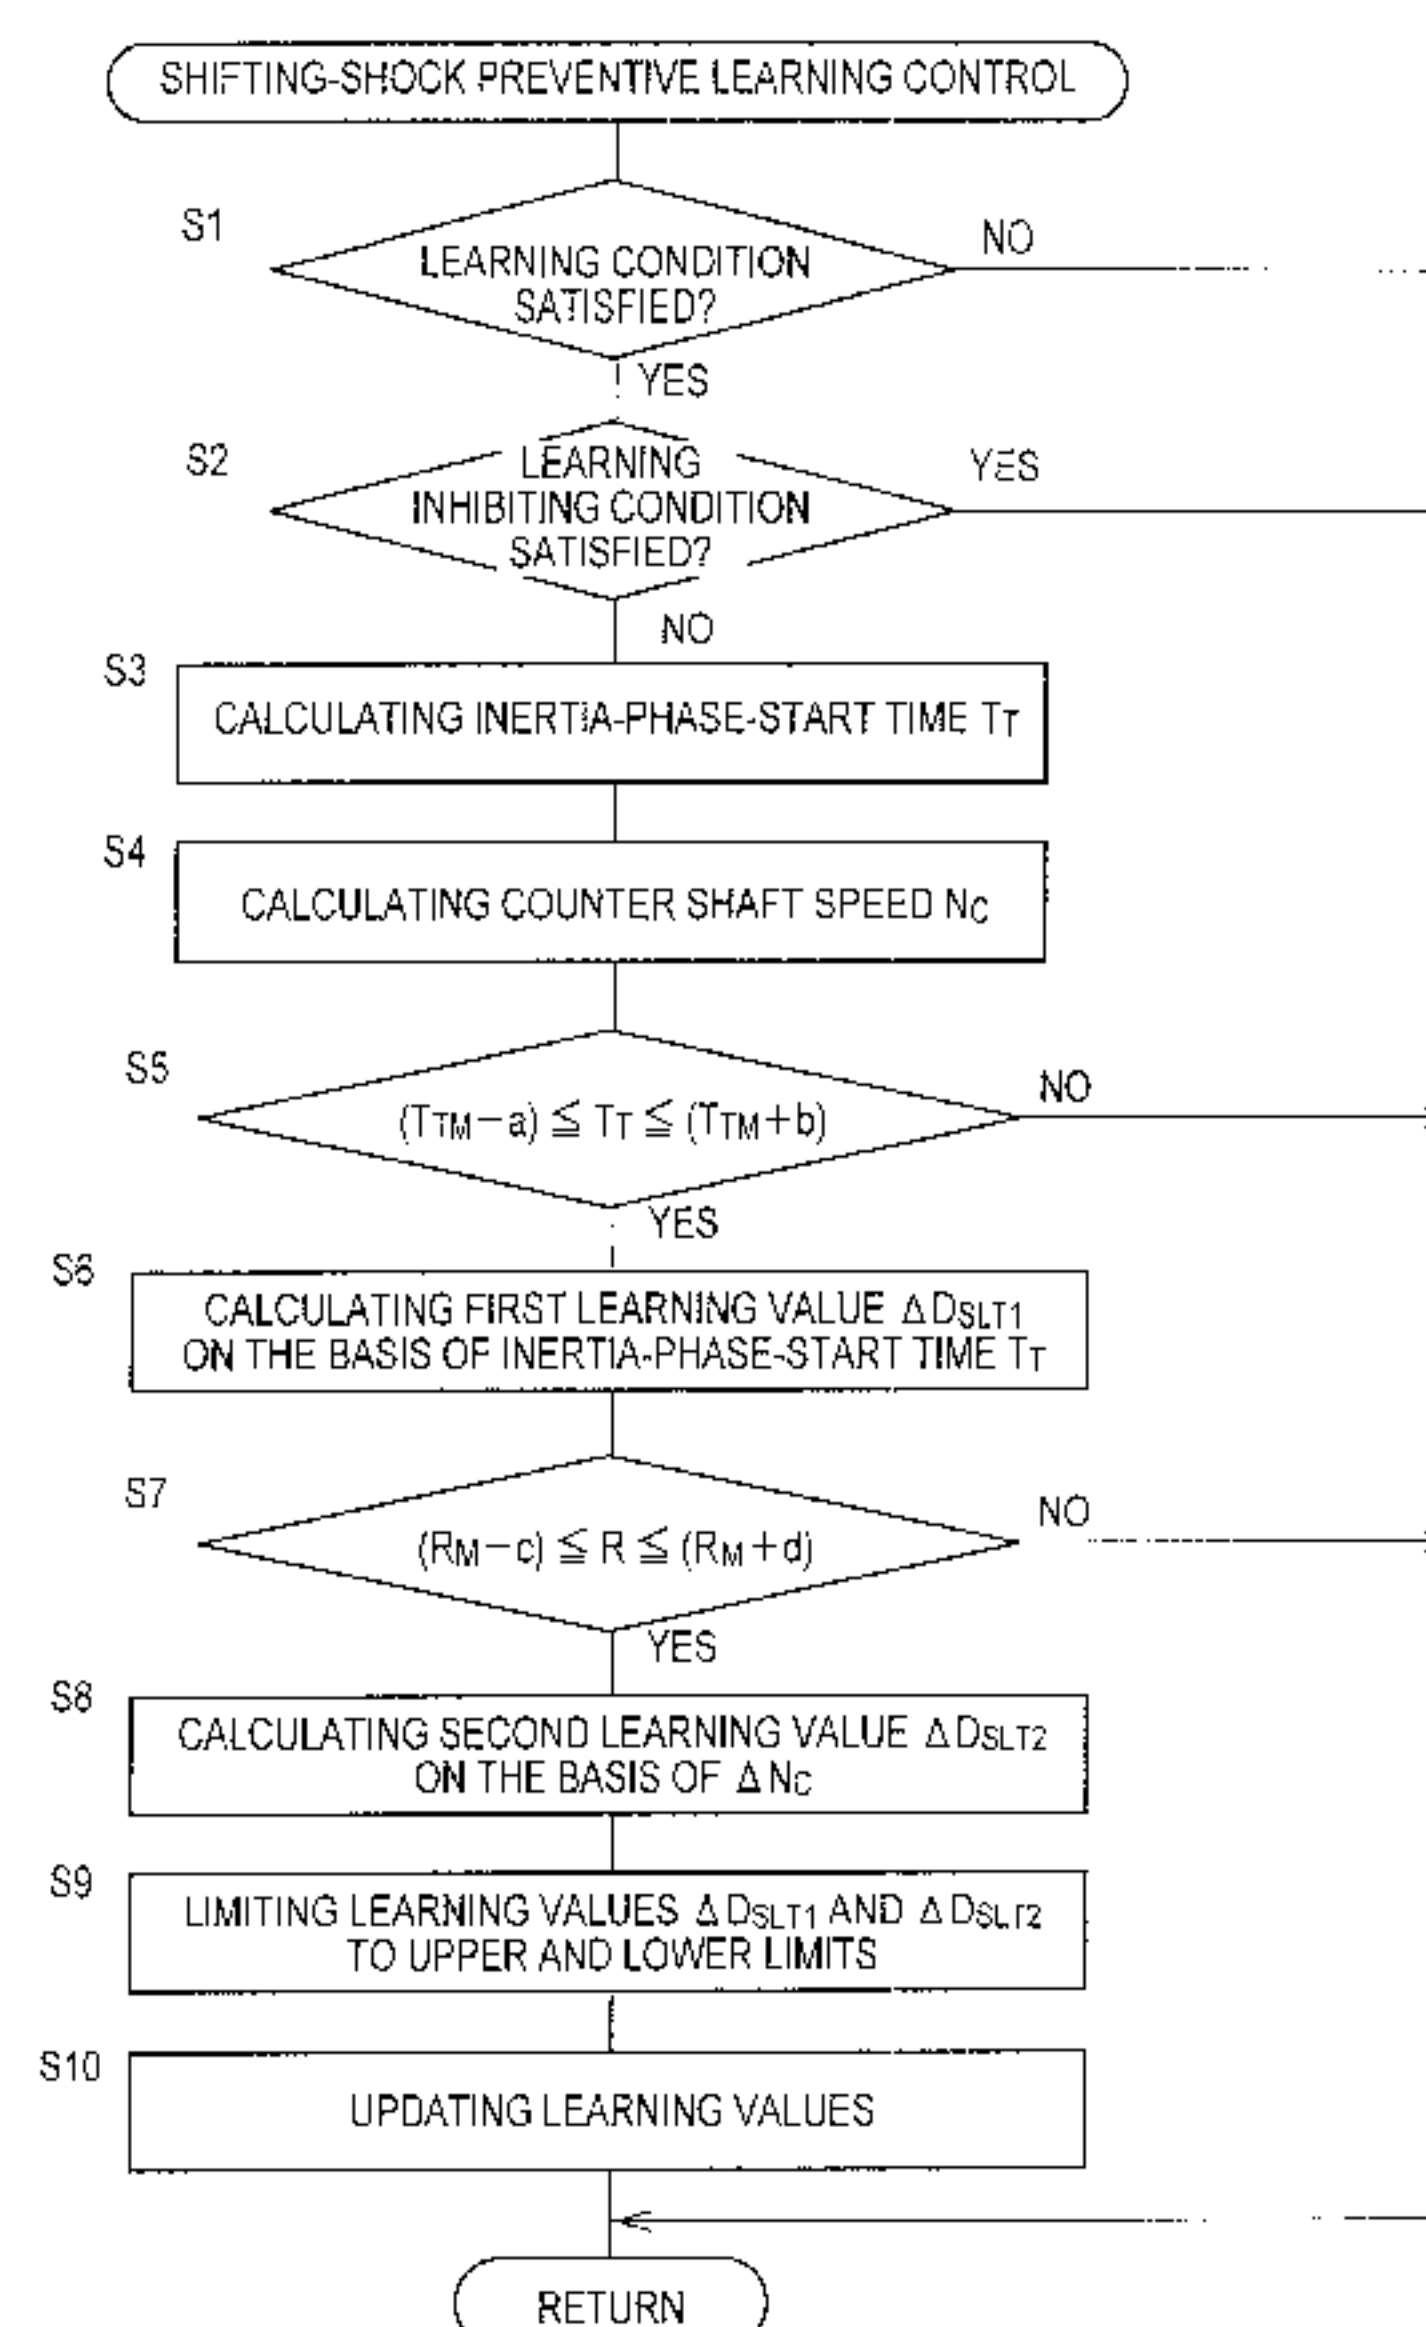 SHIFTING-SHOCK PREVENTIVE LEARNING CONTROL
S1
LEARNING CONDITION
SATISFIED?
NO
YES
S2
LEARNING
INHIBITING CONDITION
SATISFIED?
YES
NO
S3
CALCULATING INERTIA-PHASE-START TIME TT
S4
CALCULATING COUNTER SHAFT SPEED NC
S5
(TTM−a) ≦ TT ≦ (TTM+b)
NO
YES
S6
CALCULATING FIRST LEARNING VALUE ΔDSLT1
ON THE BASIS OF INERTIA-PHASE-START TIME TT
S7
(RM−c) ≦ R ≦ (RM+d)
NO
YES
S8
CALCULATING SECOND LEARNING VALUE ΔDSLT2
ON THE BASIS OF ΔNC
S9
LIMITING LEARNING VALUES ΔDSLT1 AND ΔDSLT2
TO UPPER AND LOWER LIMITS
S10
UPDATING LEARNING VALUES
RETURN